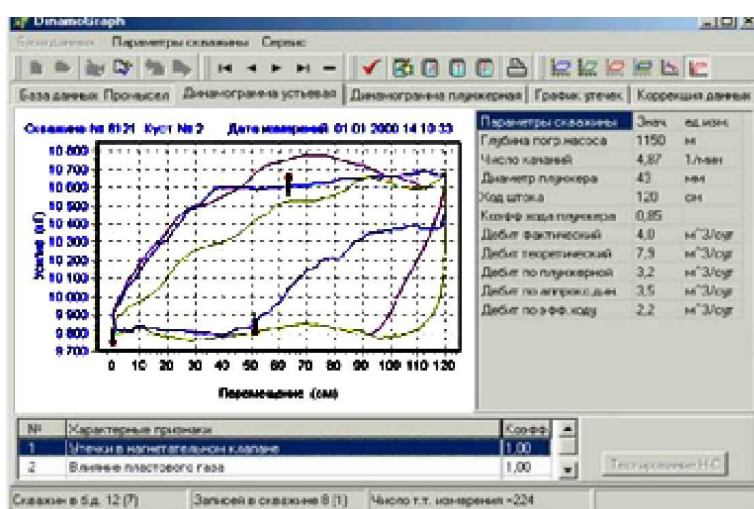 DinamoGraph
База данных Параметры скважины Сервис
База данных Промысел Динамограмма устьевая Динамограмма плунжерная График утечек Коррекция данных
Скважина № 8121 Куст № 2 Дата измерений 01.01.2000 14:10:33
Усилие (кГ)
10 800
10 700
10 600
10 500
10 400
10 300
10 200
10 100
10 000
9 900
9 800
9 700
0 10 20 30 40 50 60 70 80 90 100 110 120
Перемещение (см)
Параметры скважины Знач. ед.изм.
Глубина погр.насоса 1150 м
Число качаний 4,87 1/мин
Диаметр плунжера 43 мм
Ход штока 120 см
Коэфф.хода плунжера 0,85
Дебит фактический 4,0 м^3/сут
Дебит теоретический 7,9 м^3/сут
Дебит по плунжерной 3,2 м^3/сут
Дебит по аппрокс.дин. 3,5 м^3/сут
Дебит по эфф.ходу 2,2 м^3/сут
№ Характерные признаки Коэфф.
1 Утечки в нагнетательном клапане 1,00
2 Влияние пластового газа 1,00
Тестирование Н-С
Скважин в б.д. 12 (7) Записей в скважине 8 (1) Число т.т. измерения =224